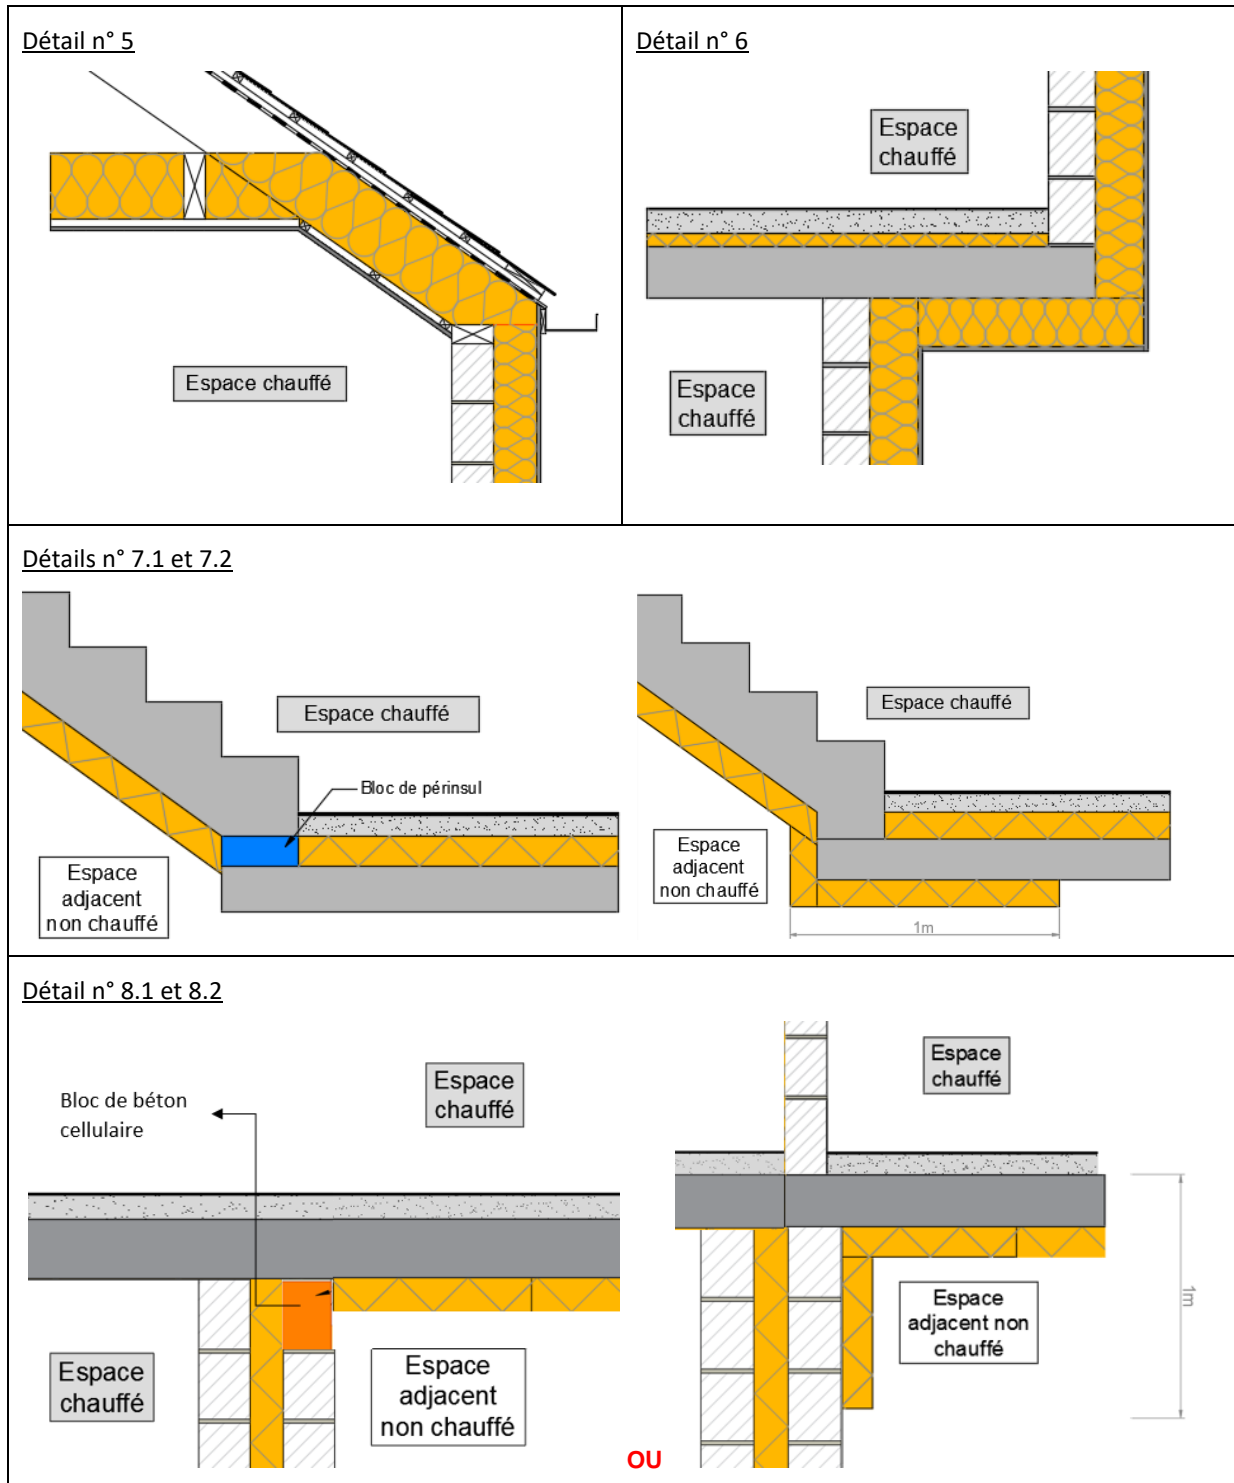 Détail n° 5
Espace chauffé
Détail n° 6
Espace
chauffé
Espace
chauffé
Détails n° 7.1 et 7.2
Espace chauffé
Bloc de périnsul
Espace
adjacent
non chauffé
Espace chauffé
Espace
adjacent
non chauffé
1m
Détail n° 8.1 et 8.2
Espace
chauffé
Bloc de béton
cellulaire
Espace
chauffé
Espace
adjacent
non chauffé
OU
Espace
chauffé
Espace
adjacent non
chauffé
1m